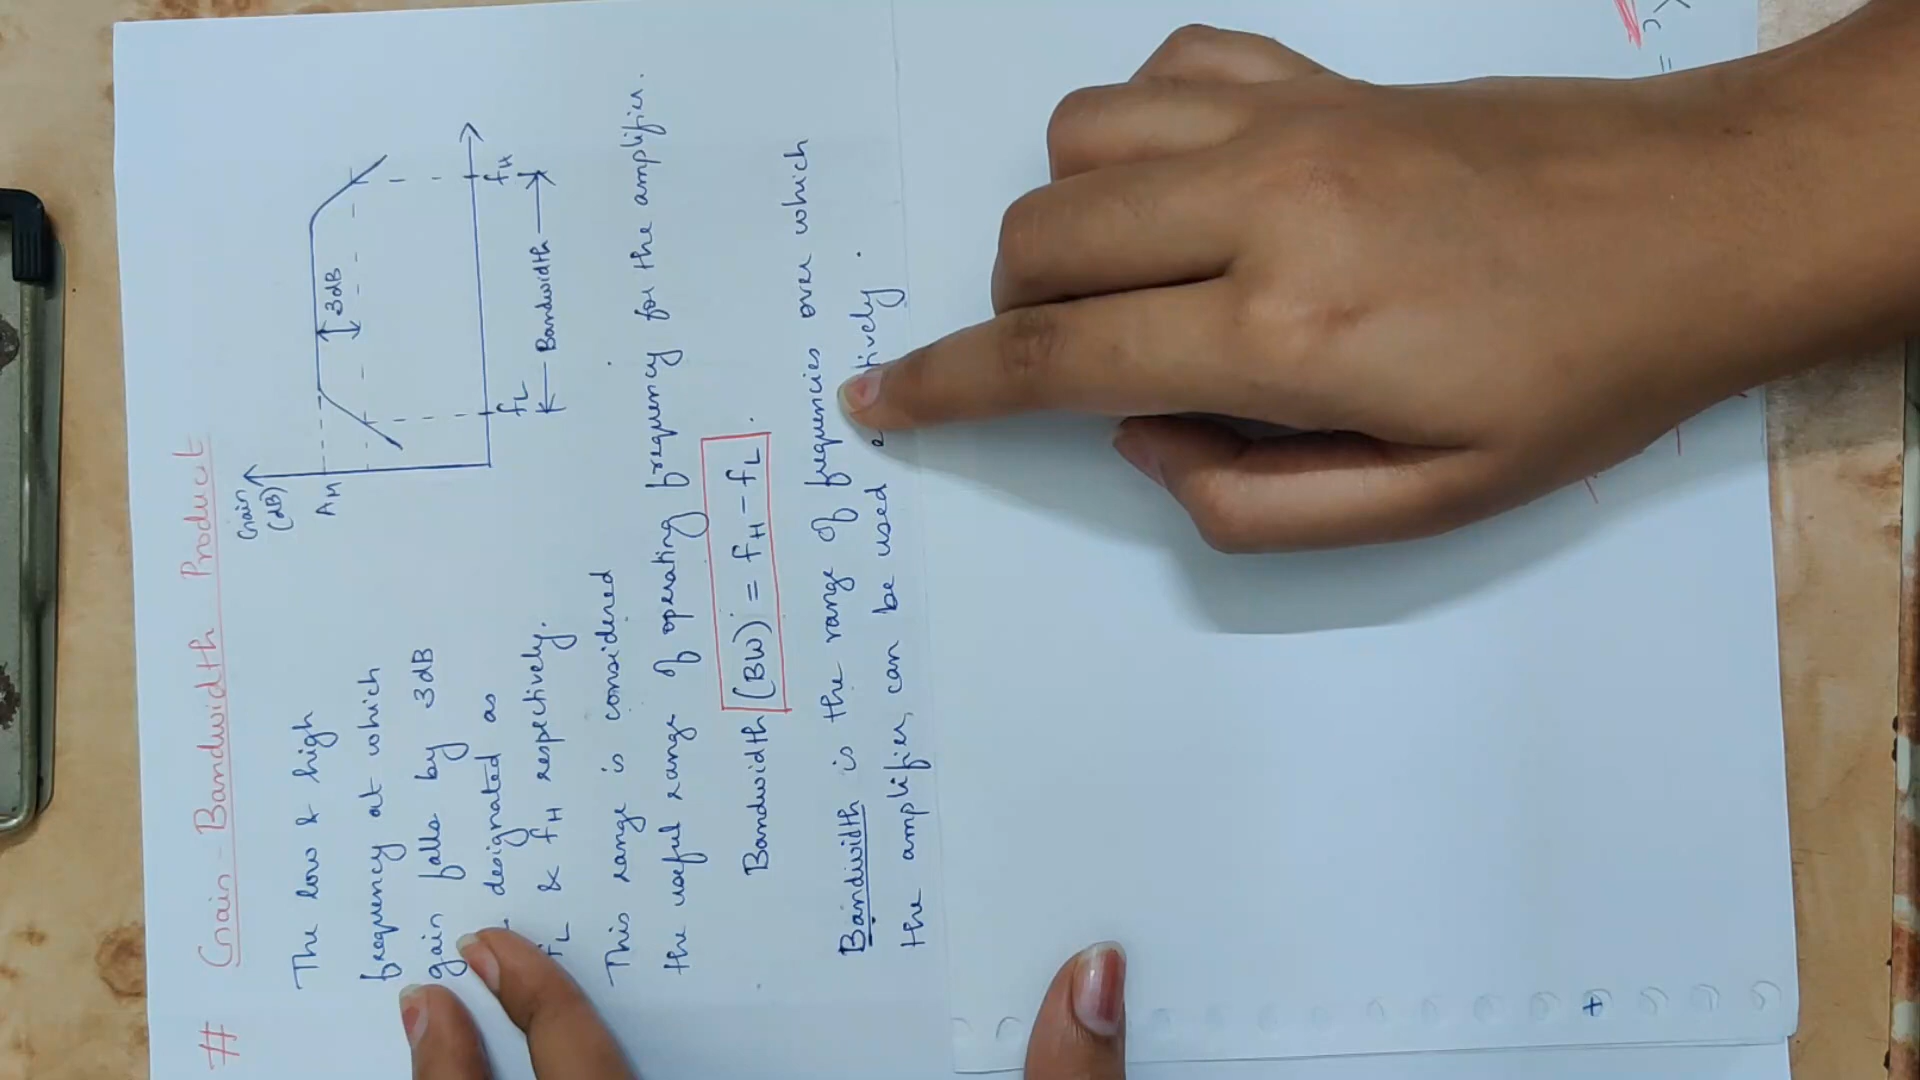 # Gain - Bandwidth Product
The low & high
frequency at which
gain falls by 3dB
designated as
fL & fH respectively.
Gain
(dB)
AM
3dB
fL
fH
Bandwidth
This range is considered
the useful range of operating frequency for the amplifier.
Bandwidth (BW) = fH - fL.
Bandwidth is the range of frequencies over which
the amplifier, can be used